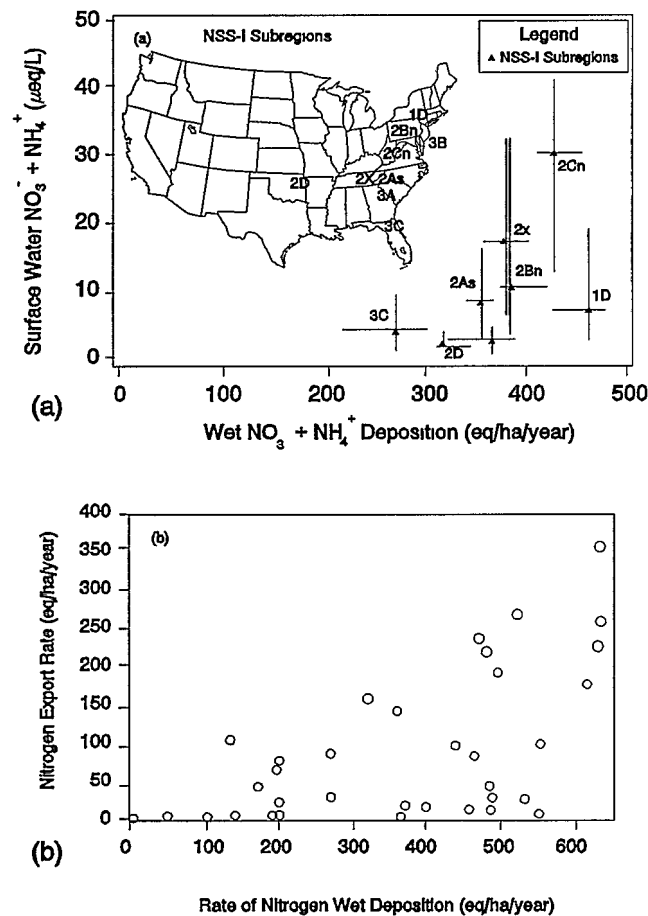 (a) NSS-I Subregions
Legend
▲ NSS-I Subregions
Surface Water NO₃⁻ + NH₄⁺ (μeq/L)
50
40
30
20
10
0
1D
2Bn
3B
2Cn
2D
2X
2As
3A
3C
2Cn
2x
2Bn
2As
1D
3C
2D
0 100 200 300 400 500
(a)
Wet NO₃ + NH₄⁺ Deposition (eq/ha/year)
(b)
Nitrogen Export Rate (eq/ha/year)
400
350
300
250
200
150
100
50
0
0 100 200 300 400 500 600
(b)
Rate of Nitrogen Wet Deposition (eq/ha/year)